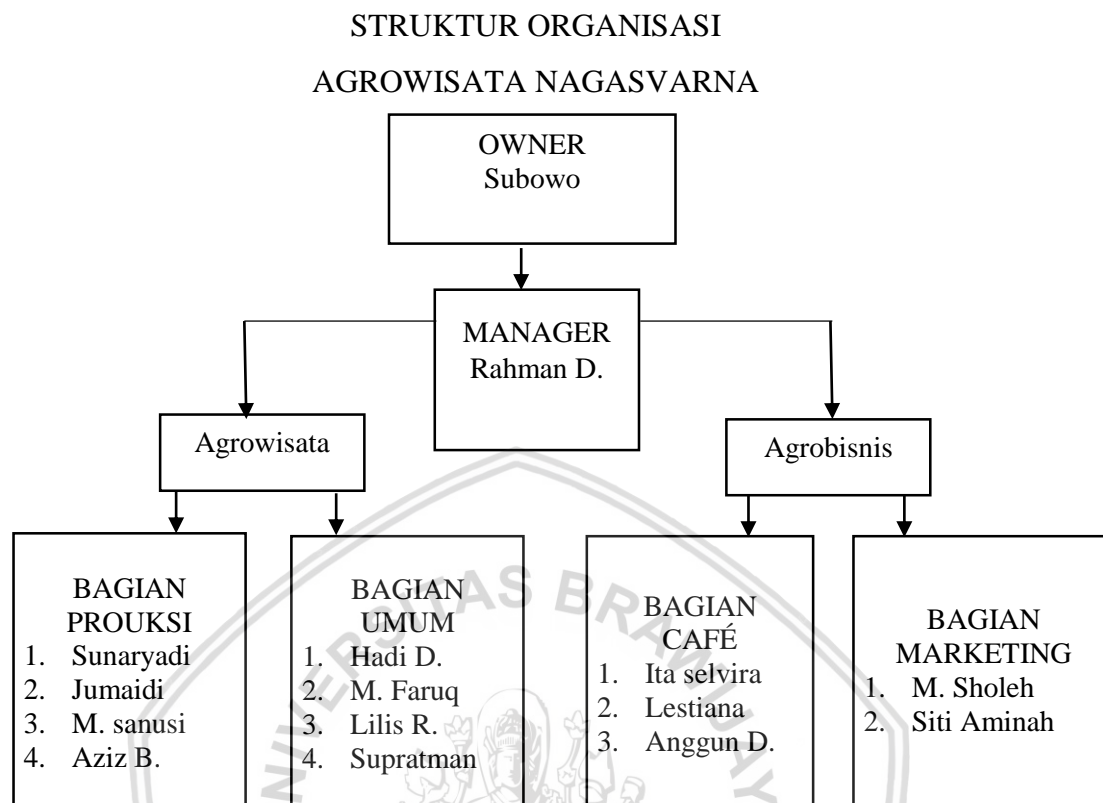 STRUKTUR ORGANISASI
AGROWISATA NAGASVARNA
OWNER
Subowo
MANAGER
Rahman D.
Agrowisata
Agrobisnis
BAGIAN
PROUKSI
1. Sunaryadi
2. Jumaidi
3. M. sanusi
4. Aziz B.
BAGIAN
UMUM
1. Hadi D.
2. M. Faruq
3. Lilis R.
4. Supratman
BAGIAN
CAFÉ
1. Ita selvira
2. Lestiana
3. Anggun D.
BAGIAN
MARKETING
1. M. Sholeh
2. Siti Aminah